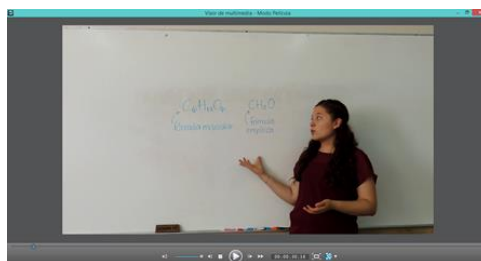 Visor de multimedia - Modo Película
C₆H₁₂O₆ CH₂O
fórmula molecular
fórmula
empírica